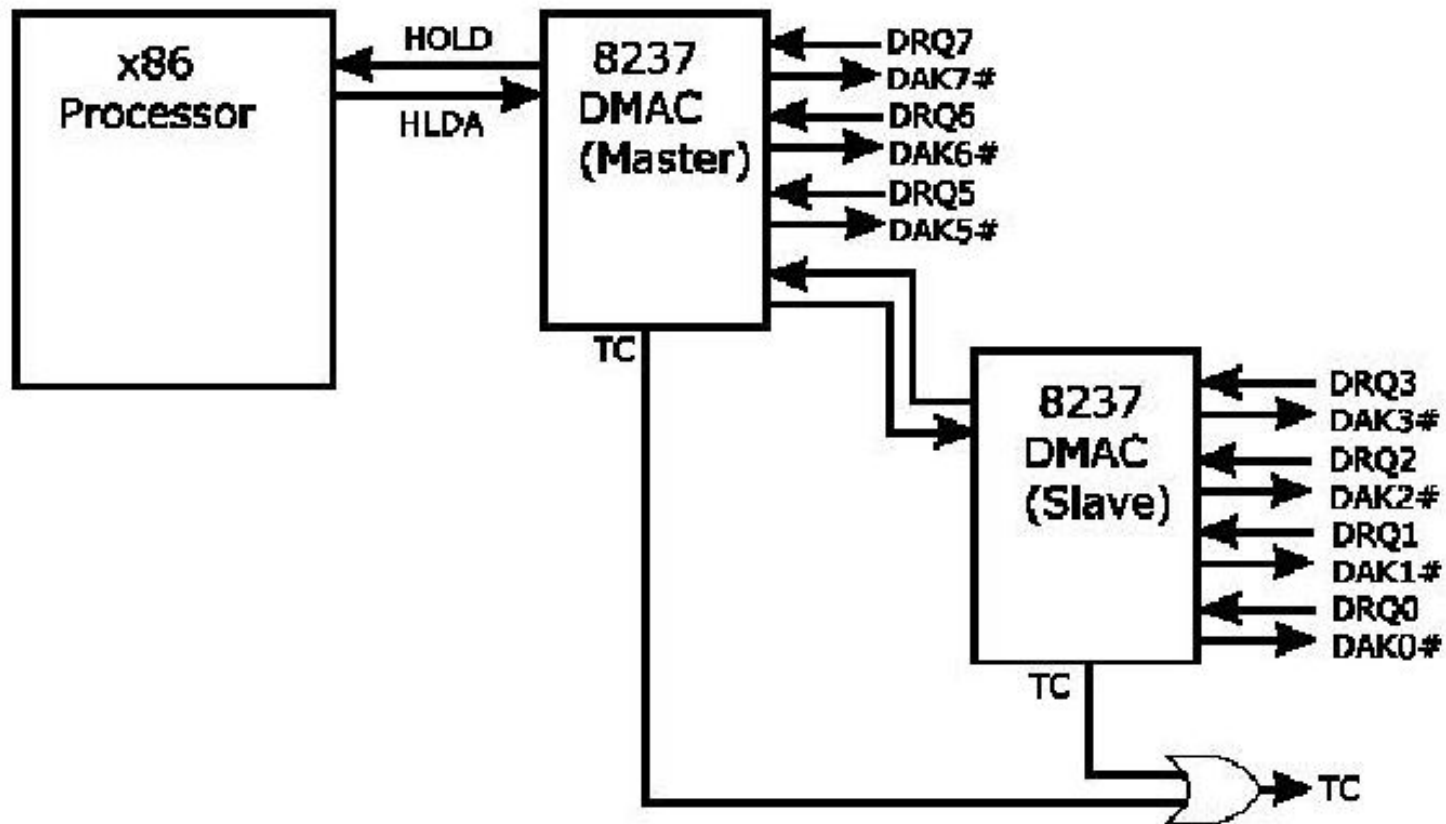 x86
Processor
HOLD
HLDA
8237
DMAC
(Master)
DRQ7
DAK7#
DRQ6
DAK6#
DRQ5
DAK5#
TC
8237
DMAC
(Slave)
DRQ3
DAK3#
DRQ2
DAK2#
DRQ1
DAK1#
DRQ0
DAK0#
TC
TC